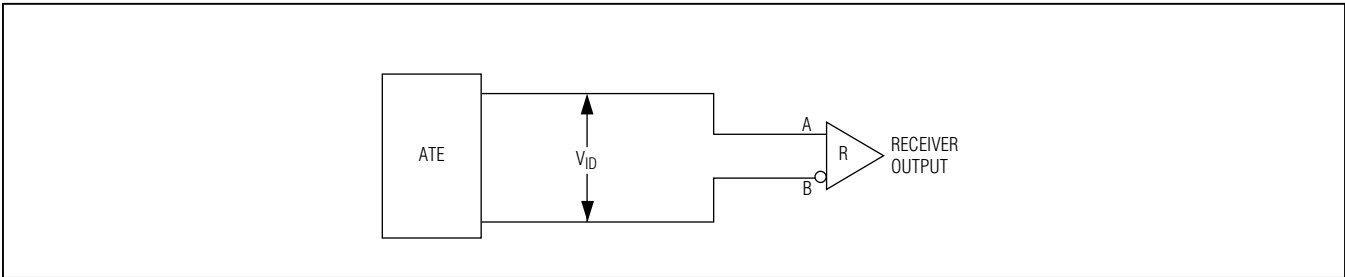 ATE
V_ID
A
B
R
RECEIVER
OUTPUT